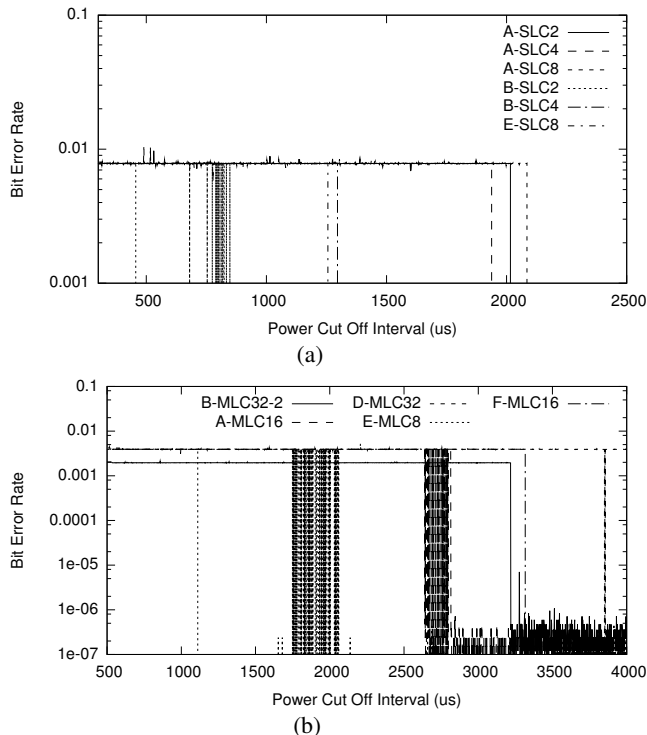 0.1
0.01
0.001
Bit Error Rate
A-SLC2
A-SLC4
A-SLC8
B-SLC2
B-SLC4
E-SLC8
500 1000 1500 2000 2500
Power Cut Off Interval (us)
(a)
0.1
0.01
0.001
0.0001
1e-05
1e-06
1e-07
Bit Error Rate
B-MLC32-2 D-MLC32 F-MLC16
A-MLC16 E-MLC8
500 1000 1500 2000 2500 3000 3500 4000
Power Cut Off Interval (us)
(b)